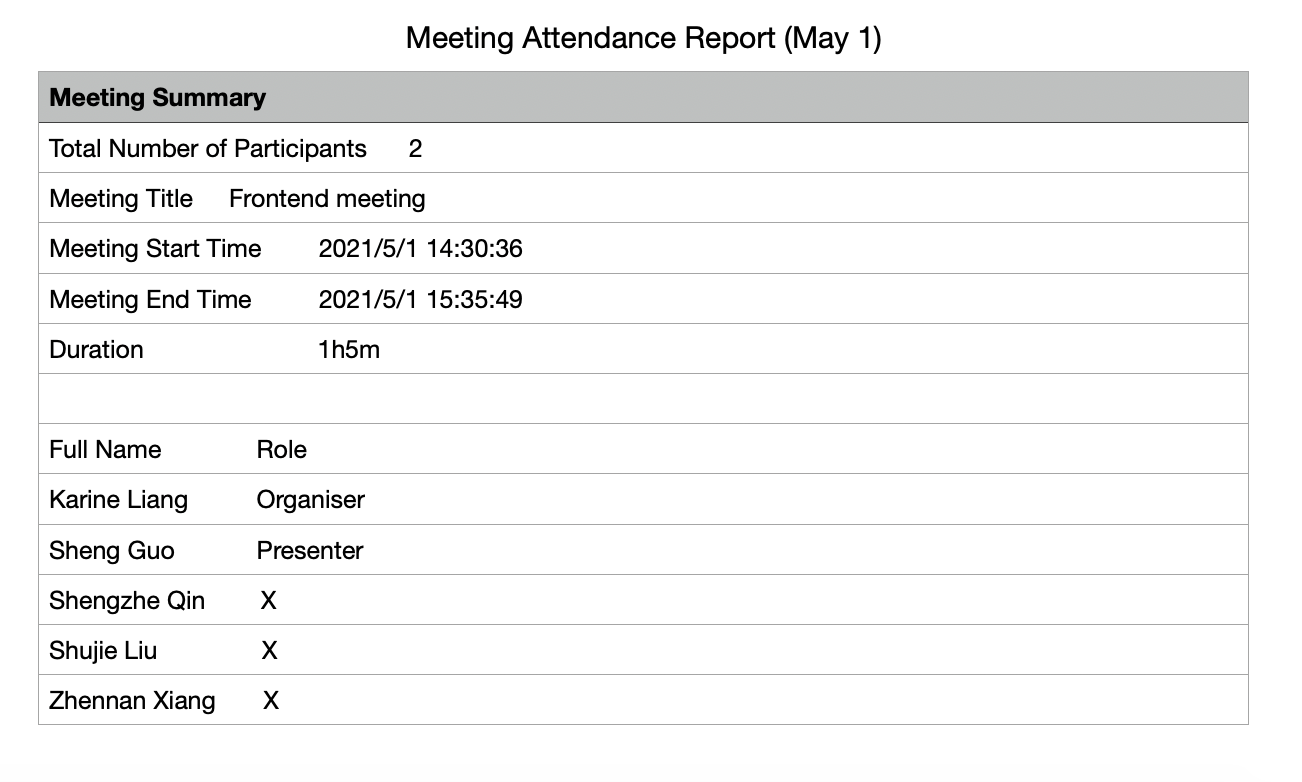 Meeting Attendance Report (May 1)
Meeting Summary
Total Number of Participants 2
Meeting Title Frontend meeting
Meeting Start Time 2021/5/1 14:30:36
Meeting End Time 2021/5/1 15:35:49
Duration 1h5m
Full Name Role
Karine Liang Organiser
Sheng Guo Presenter
Shengzhe Qin X
Shujie Liu X
Zhennan Xiang X